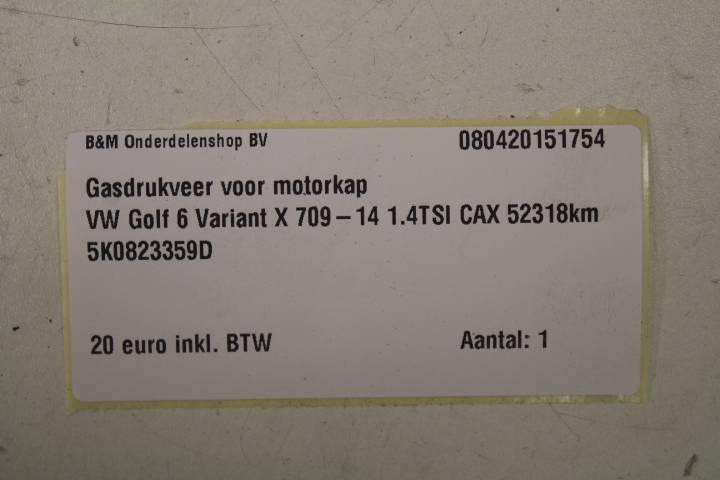 B&M Onderdelenshop BV 080420151754
Gasdrukveer voor motorkap
VW Golf 6 Variant X 709-14 1.4TSI CAX 52318km
5K0823359D
20 euro inkl. BTW Aantal: 1